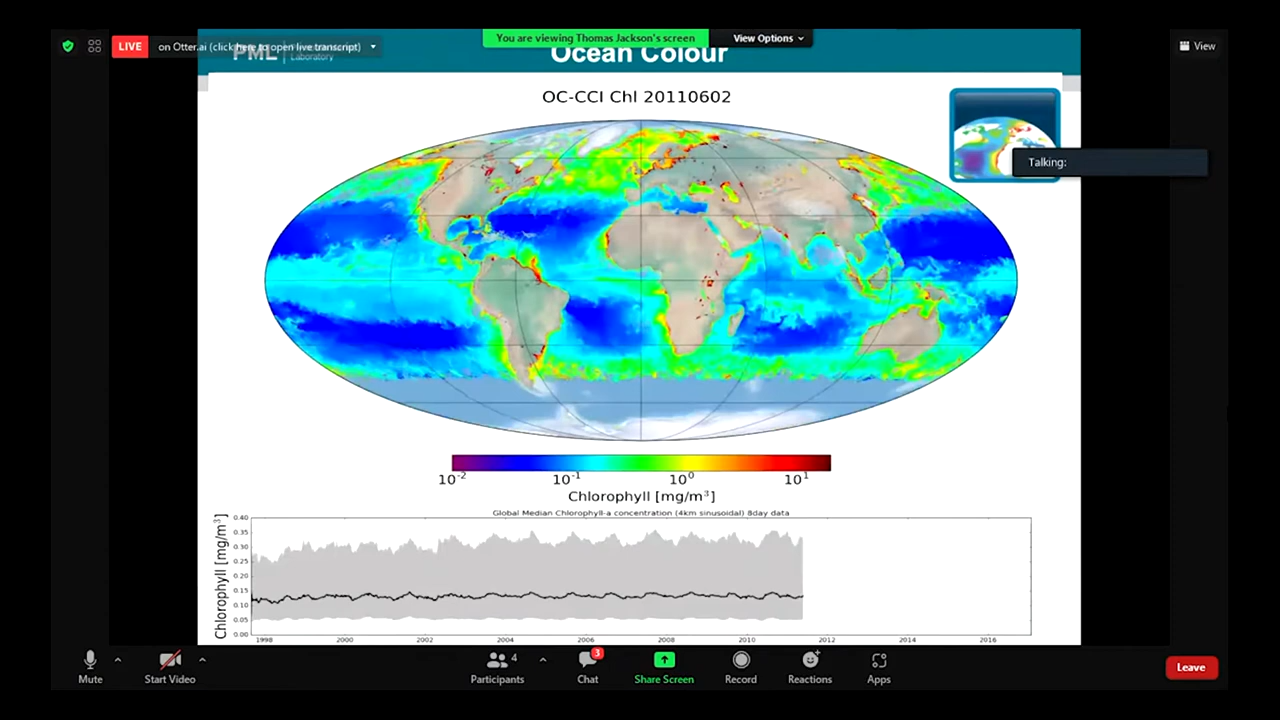 You are viewing Thomas Jackson's screen
View Options
LIVE
on Otter.ai (click here to open live transcript)
View
PML
Laboratory
Ocean Colour
OC-CCI Chl 20110602
Talking:
10-2 10-1 100 101
Chlorophyll [mg/m3]
Global Median Chlorophyll-a concentration (4km sinusoidal) 8day data
Chlorophyll [mg/m3]
0.40
0.35
0.30
0.25
0.20
0.15
0.10
0.05
0.00
1998 2000 2002 2004 2006 2008 2010 2012 2014 2016
4
3
Mute
Start Video
Participants
Chat
Share Screen
Record
Reactions
Apps
Leave